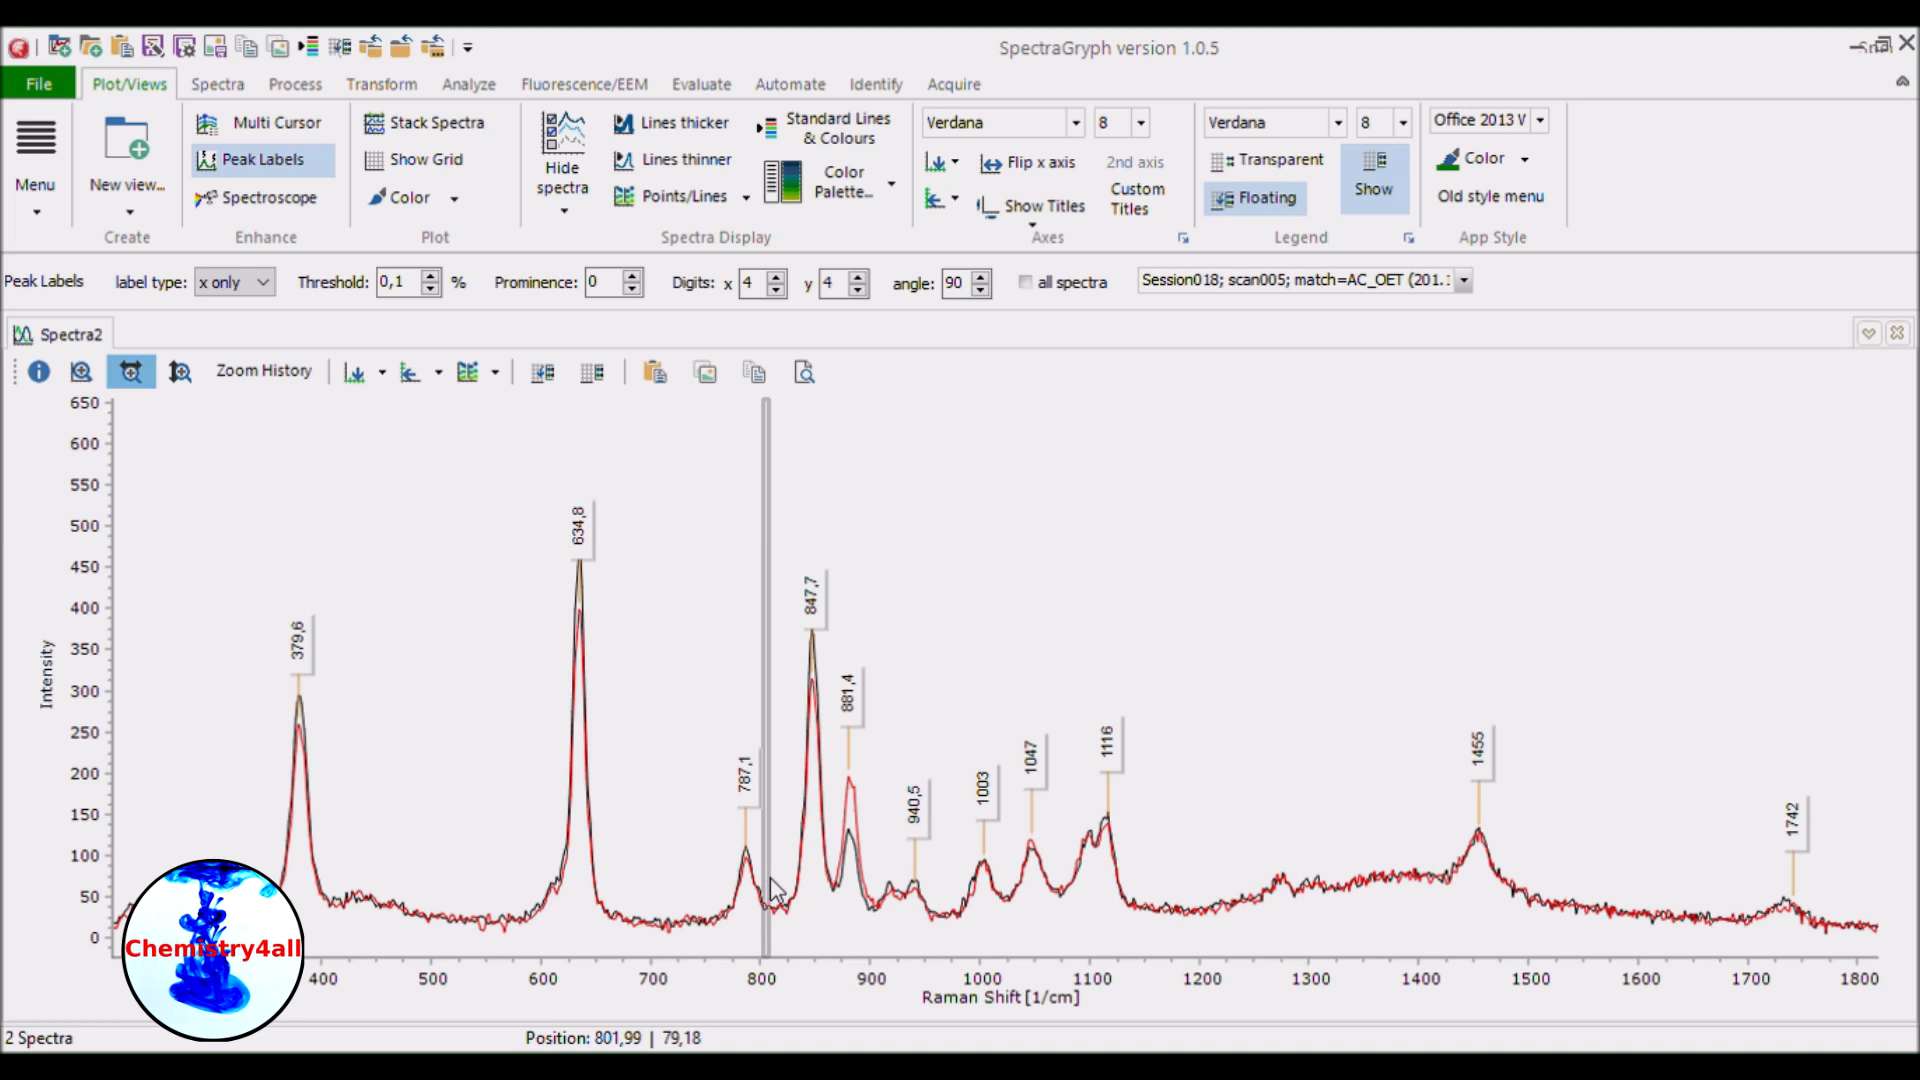 SpectraGryph version 1.0.5
File Plot/Views Spectra Process Transform Analyze Fluorescence/EEM Evaluate Automate Identify Acquire
Menu
New view...
Create
Multi Cursor
Peak Labels
Spectroscope
Enhance
Stack Spectra
Show Grid
Color
Plot
Hide
spectra
Lines thicker
Lines thinner
Points/Lines
Standard Lines
& Colours
Color
Palette...
Spectra Display
Verdana 8
Flip x axis 2nd axis
Show Titles
Custom
Titles
Axes
Verdana 8
Transparent
Floating
Show
Legend
Office 2013 V
Color
Old style menu
App Style
Peak Labels label type: x only Threshold: 0,1 % Prominence: 0 Digits: x 4 y 4 angle: 90 all spectra Session018; scan005; match=AC_OET (201.:
Spectra2
Zoom History
650
600
550
500
450
400
350
300
250
200
150
100
50
0
Intensity
379,6
634,8
787,1
847,7
881,4
940,5
1003
1047
1116
1455
1742
400 500 600 700 800 900 1000 1100 1200 1300 1400 1500 1600 1700 1800
Raman Shift [1/cm]
Chemistry4all
2 Spectra Position: 801,99 | 79,18